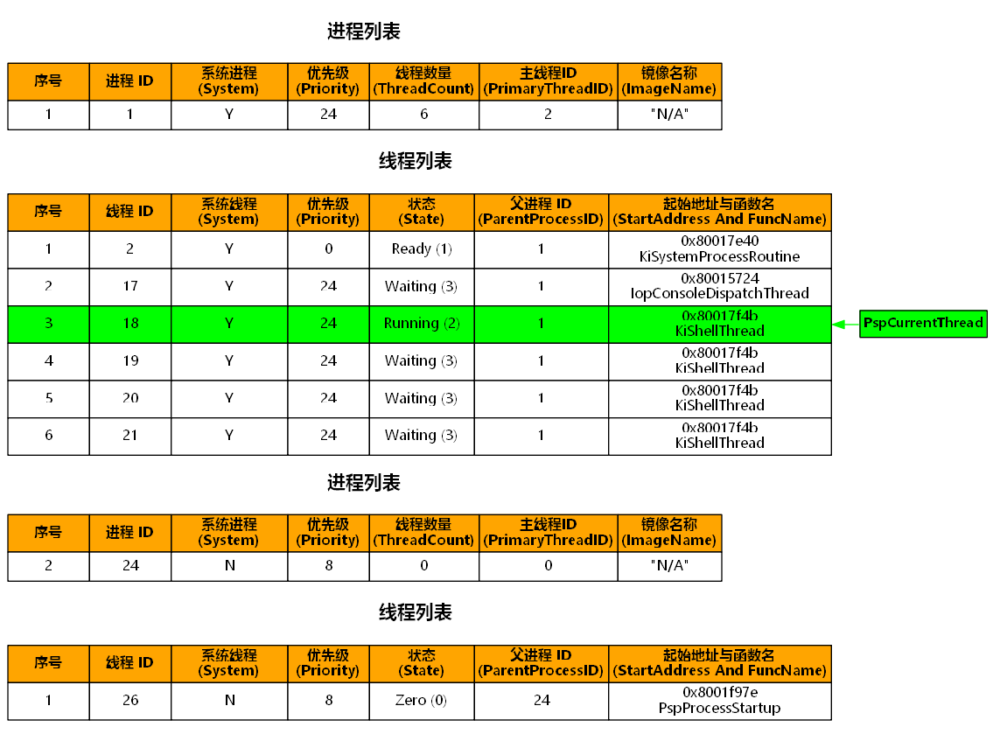 进程列表
序号 进程 ID 系统进程 (System) 优先级 (Priority) 线程数量 (ThreadCount) 主线程ID (PrimaryThreadID) 镜像名称 (ImageName)
1 1 Y 24 6 2 "N/A"
线程列表
序号 线程 ID 系统线程 (System) 优先级 (Priority) 状态 (State) 父进程 ID (ParentProcessID) 起始地址与函数名 (StartAddress And FuncName)
1 2 Y 0 Ready (1) 1 0x80017e40 KiSystemProcessRoutine
2 17 Y 24 Waiting (3) 1 0x80015724 IopConsoleDispatchThread
3 18 Y 24 Running (2) 1 0x80017f4b KiShellThread PspCurrentThread
4 19 Y 24 Waiting (3) 1 0x80017f4b KiShellThread
5 20 Y 24 Waiting (3) 1 0x80017f4b KiShellThread
6 21 Y 24 Waiting (3) 1 0x80017f4b KiShellThread
进程列表
序号 进程 ID 系统进程 (System) 优先级 (Priority) 线程数量 (ThreadCount) 主线程ID (PrimaryThreadID) 镜像名称 (ImageName)
2 24 N 8 0 0 "N/A"
线程列表
序号 线程 ID 系统线程 (System) 优先级 (Priority) 状态 (State) 父进程 ID (ParentProcessID) 起始地址与函数名 (StartAddress And FuncName)
1 26 N 8 Zero (0) 24 0x8001f97e PspProcessStartup